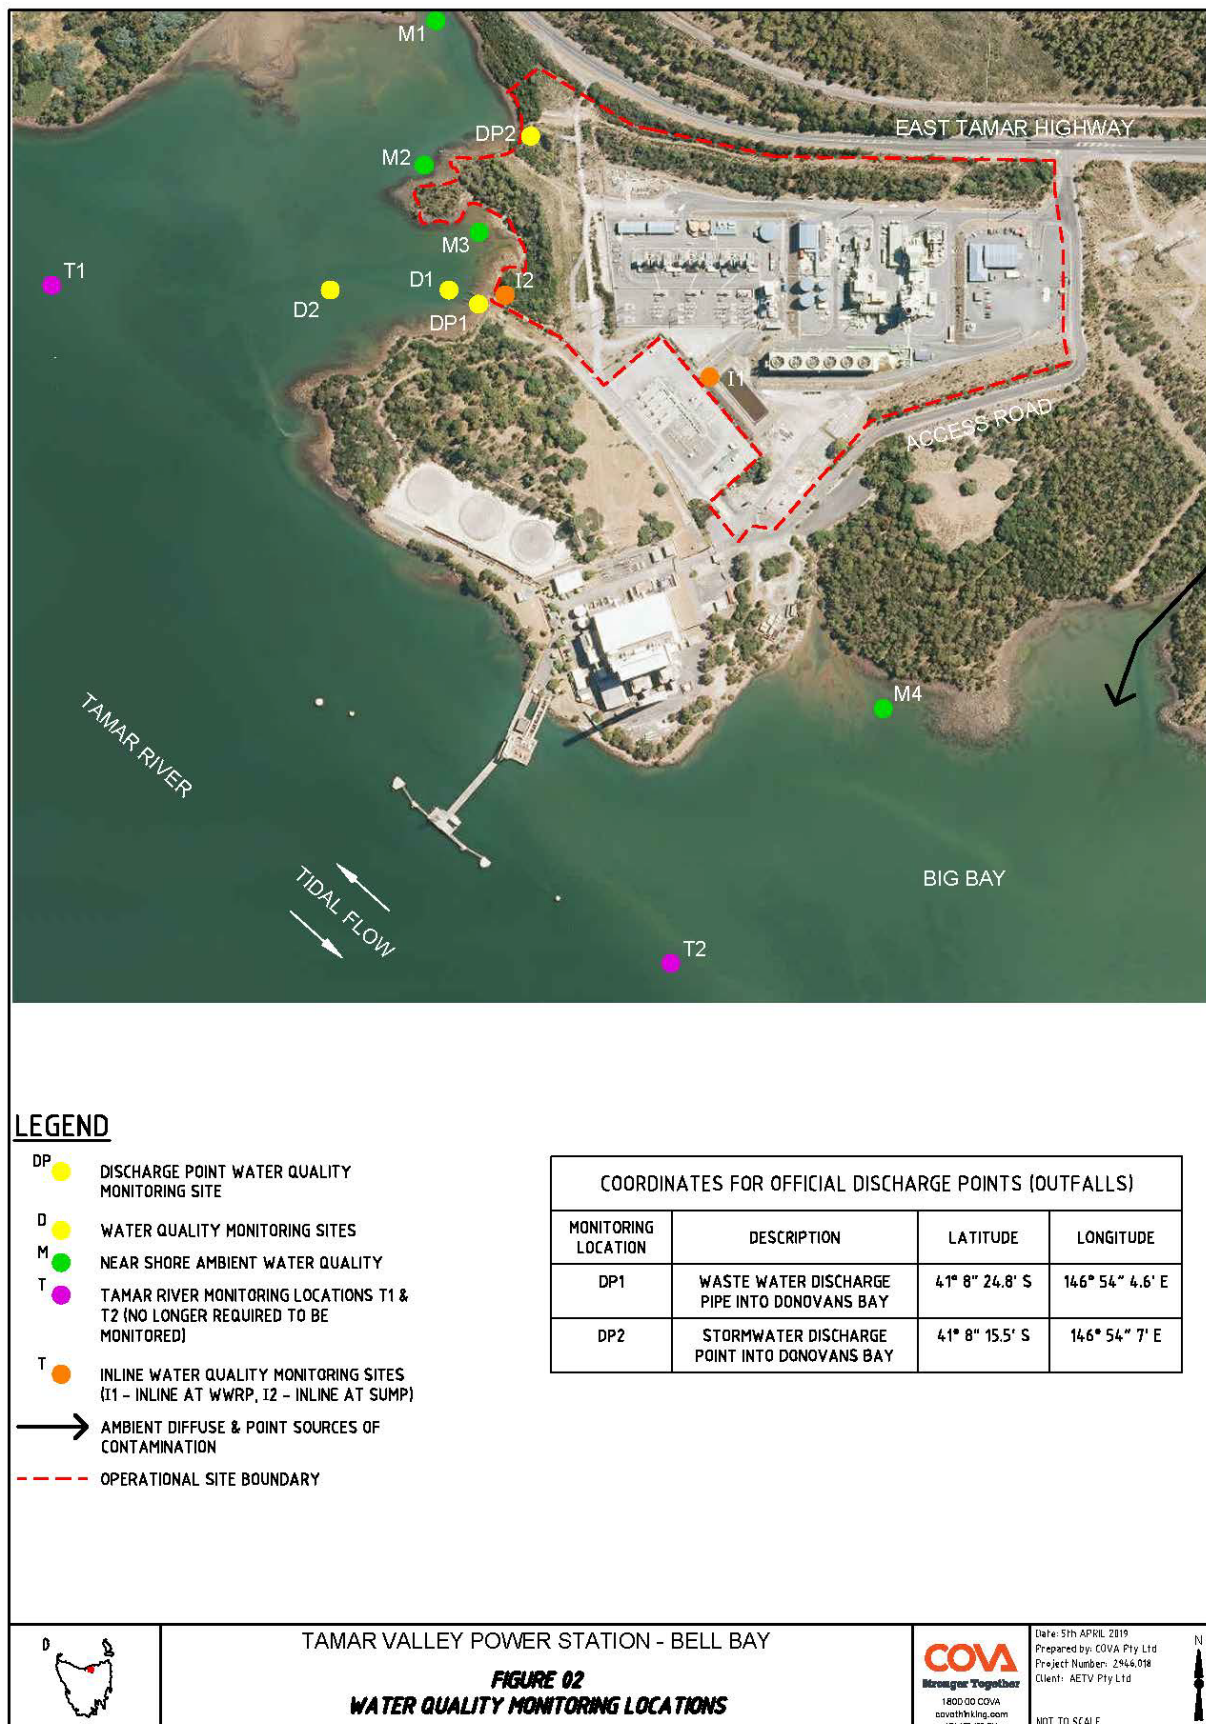 M1
EAST TAMAR HIGHWAY
DP2
M2
M3
T1
D1
I2
D2
DP1
I1
ACCESS ROAD
M4
TAMAR RIVER
TIDAL FLOW
BIG BAY
T2
LEGEND
DP
DISCHARGE POINT WATER QUALITY
MONITORING SITE
D
WATER QUALITY MONITORING SITES
M
NEAR SHORE AMBIENT WATER QUALITY
T
TAMAR RIVER MONITORING LOCATIONS T1 &
T2 (NO LONGER REQUIRED TO BE
MONITORED)
T
INLINE WATER QUALITY MONITORING SITES
(I1 - INLINE AT WWRP, I2 - INLINE AT SUMP)
AMBIENT DIFFUSE & POINT SOURCES OF
CONTAMINATION
OPERATIONAL SITE BOUNDARY
COORDINATES FOR OFFICIAL DISCHARGE POINTS (OUTFALLS)
MONITORING LOCATION DESCRIPTION LATITUDE LONGITUDE
DP1 WASTE WATER DISCHARGE PIPE INTO DONOVANS BAY 41° 8" 24.8' S 146° 54" 4.6' E
DP2 STORMWATER DISCHARGE POINT INTO DONOVANS BAY 41° 8" 15.5' S 146° 54" 7' E
D
TAMAR VALLEY POWER STATION - BELL BAY
FIGURE 02
WATER QUALITY MONITORING LOCATIONS
COVA
Stronger Together
1800 00 COVA
covathinking.com
Date: 5th APRIL 2019
Prepared by: COVA Pty Ltd
Project Number: 2946.018
Client: AETV Pty Ltd
NOT TO SCALE
N